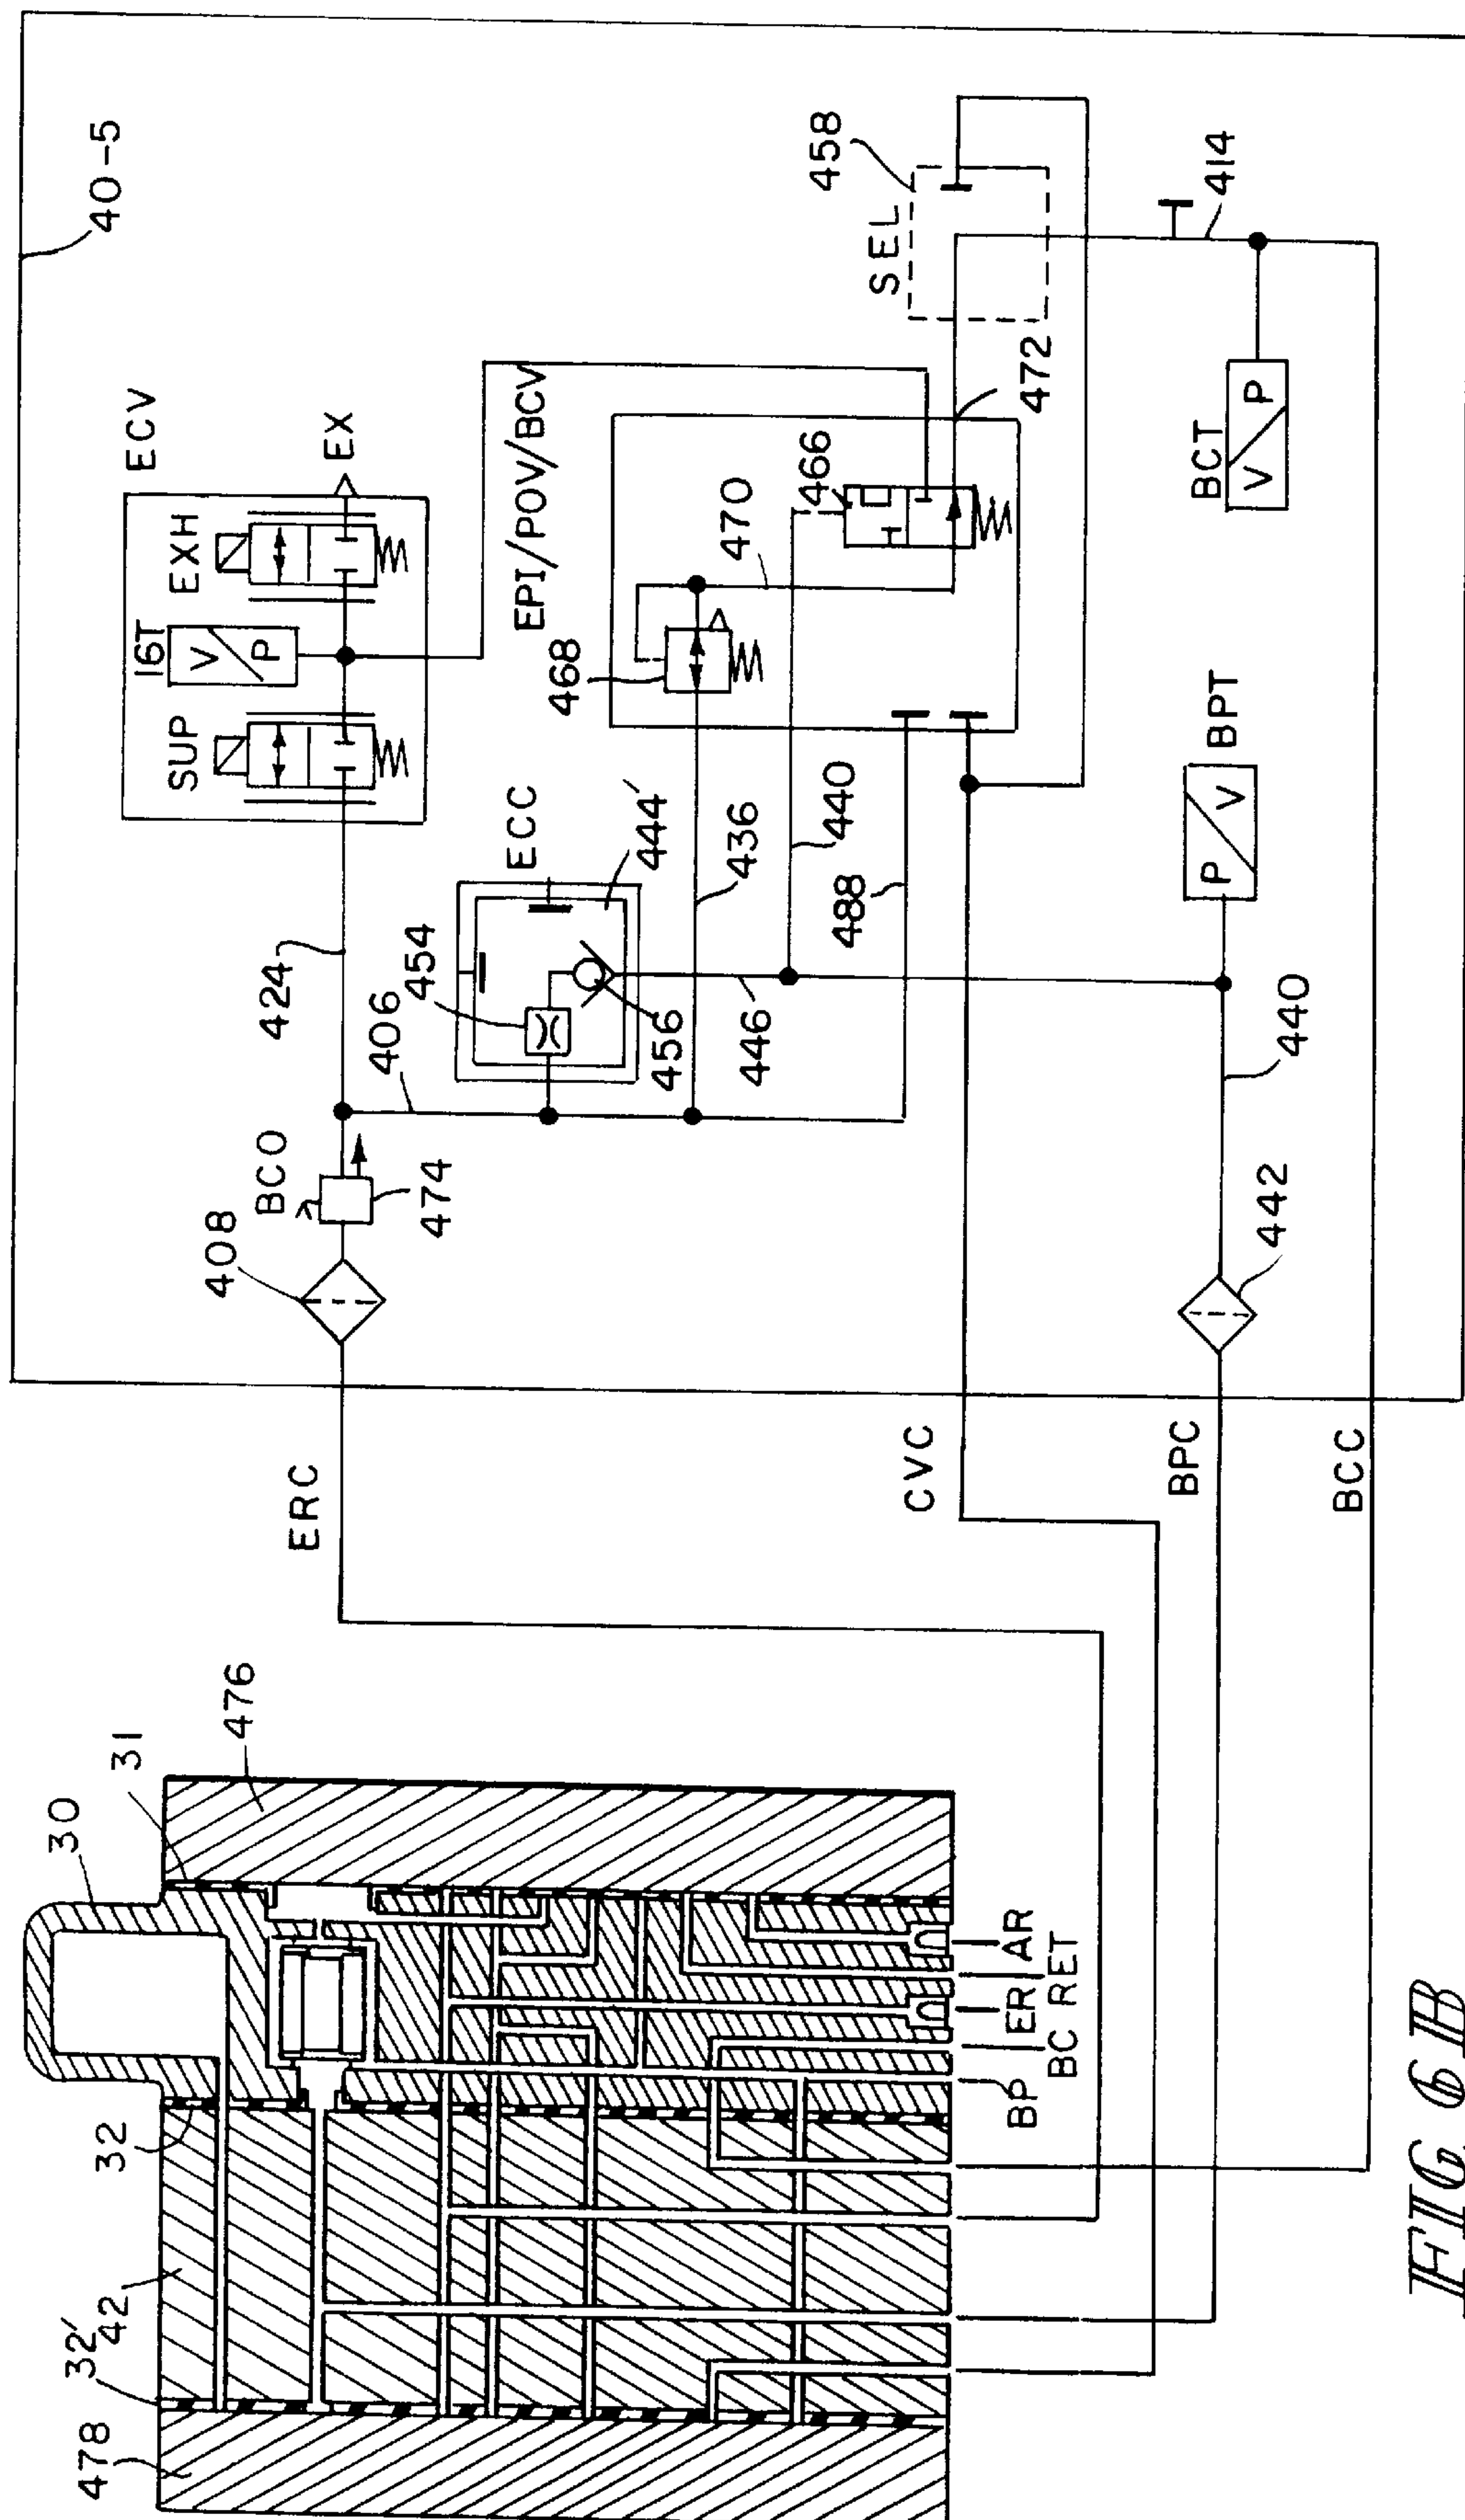 40-5
ECV
EXH
EX
16T
SUP
424
BCO
474
408
ERC
406
454
ECC
444'
456
446
436
440
488
EPI/POV/BCV
468
470
466
472
SEL
458
414
BCT
V
P
V
P
BPT
P
V
440
442
CVC
BPC
BCC
30
31
476
32
42
32'
478
AR
RET
ER
BC
BP
FIG 6B